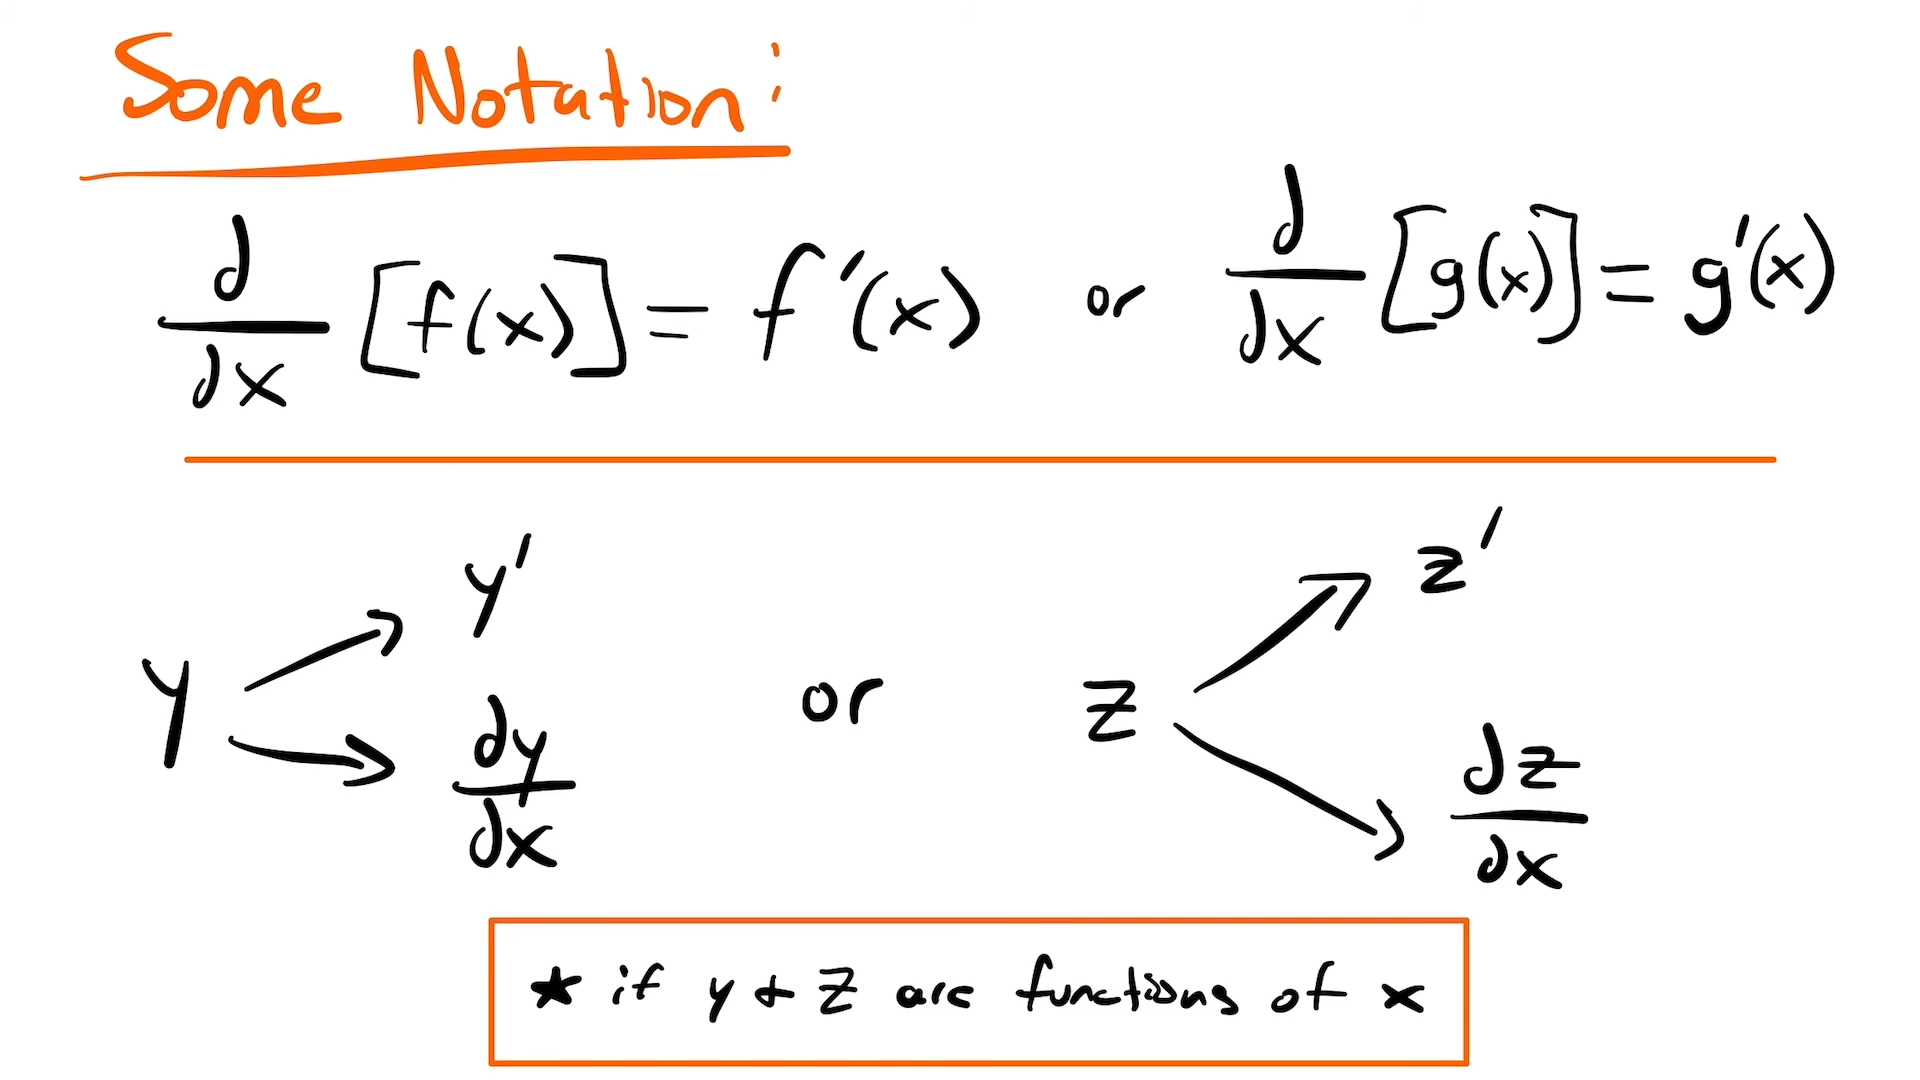 Some Notation:
d/dx [f(x)] = f'(x) or d/dx [g(x)] = g'(x)
y → y' or z → z'
y → dy/dx z → dz/dx
★ if y & z are functions of x